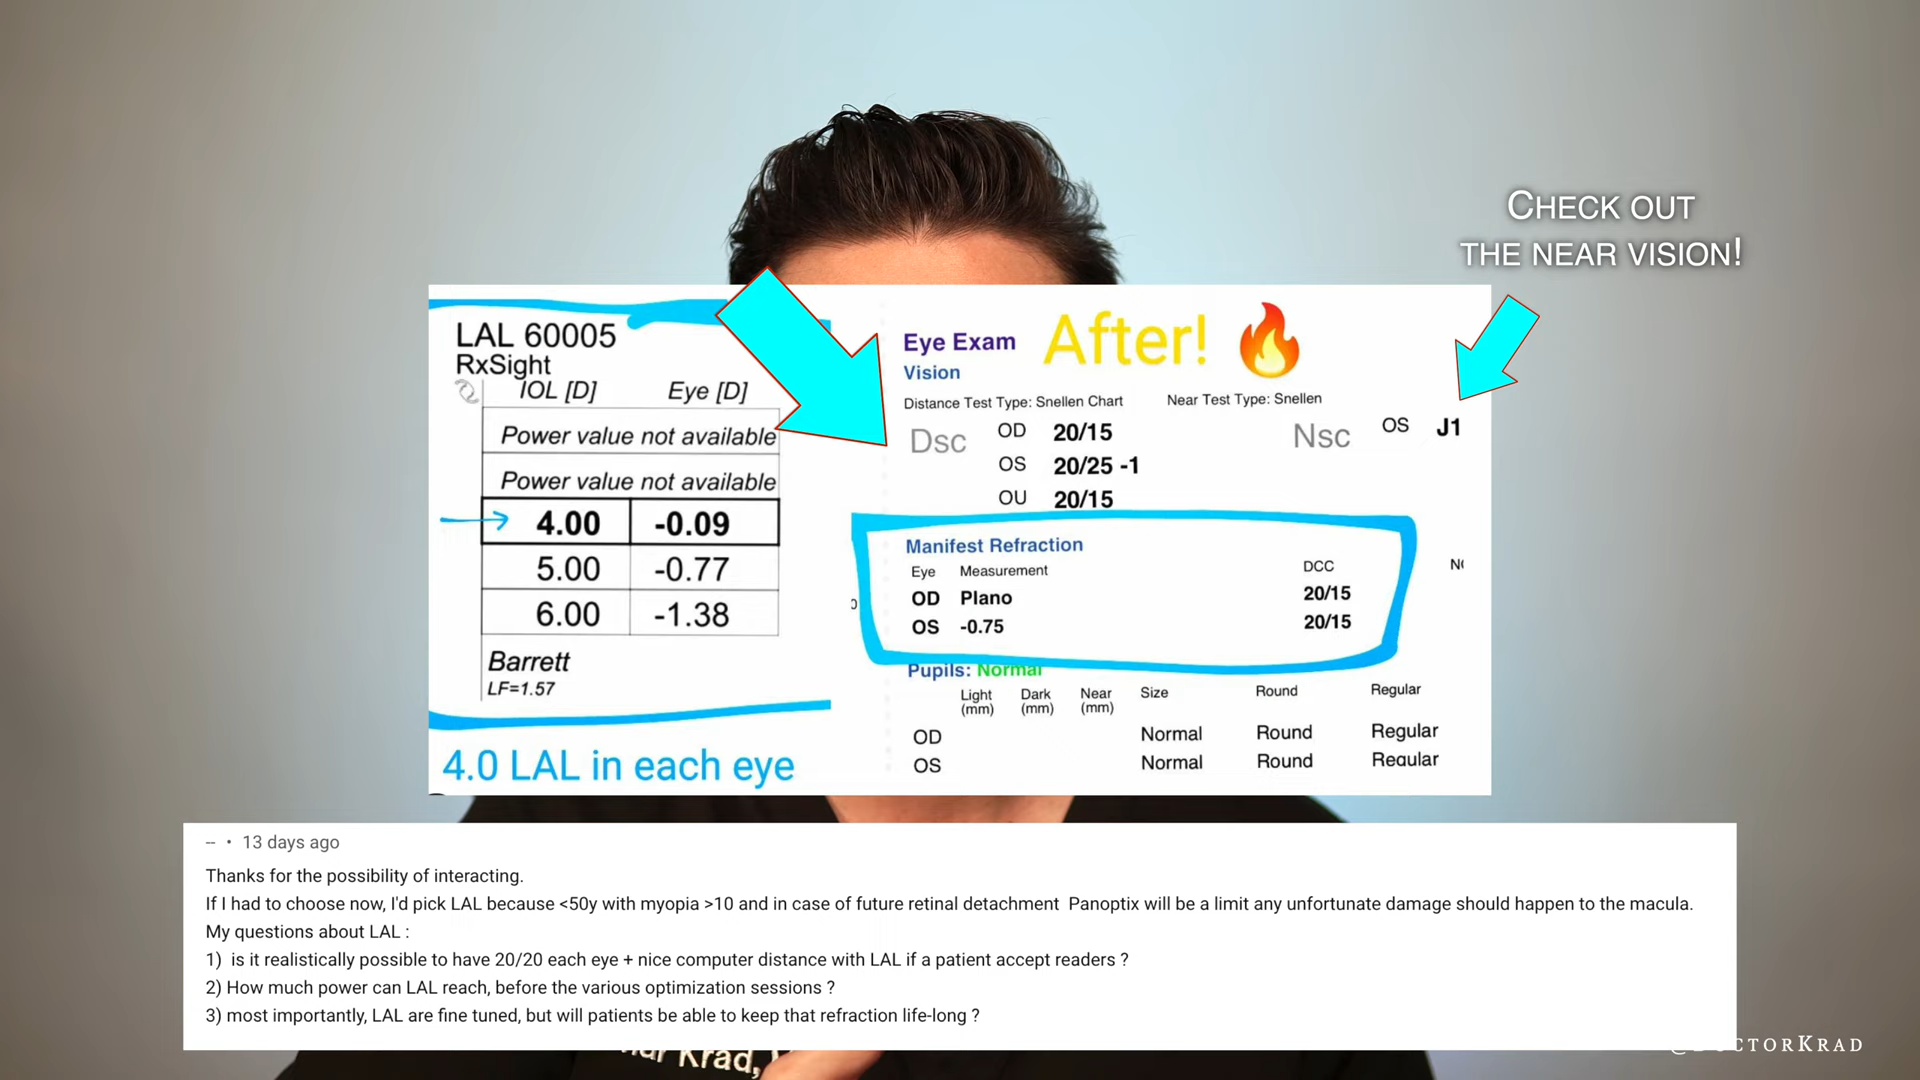 CHECK OUT
THE NEAR VISION!
LAL 60005
RxSight
IOL [D] Eye [D]
Power value not available
Power value not available
4.00 -0.09
5.00 -0.77
6.00 -1.38
Barrett
LF=1.57
4.0 LAL in each eye
Eye Exam After!
Vision
Distance Test Type: Snellen Chart Near Test Type: Snellen
Dsc OD 20/15 Nsc OS J1
OS 20/25 -1
OU 20/15
Manifest Refraction
Eye Measurement DCC
OD Plano 20/15
OS -0.75 20/15
Pupils: Normal
Light Dark Near Size Round Regular
(mm) (mm) (mm)
OD Normal Round Regular
OS Normal Round Regular
-- • 13 days ago
Thanks for the possibility of interacting.
If I had to choose now, I'd pick LAL because <50y with myopia >10 and in case of future retinal detachment Panoptix will be a limit any unfortunate damage should happen to the macula.
My questions about LAL :
1) is it realistically possible to have 20/20 each eye + nice computer distance with LAL if a patient accept readers ?
2) How much power can LAL reach, before the various optimization sessions ?
3) most importantly, LAL are fine tuned, but will patients be able to keep that refraction life-long ?
Krad,
@DOCTORKRAD